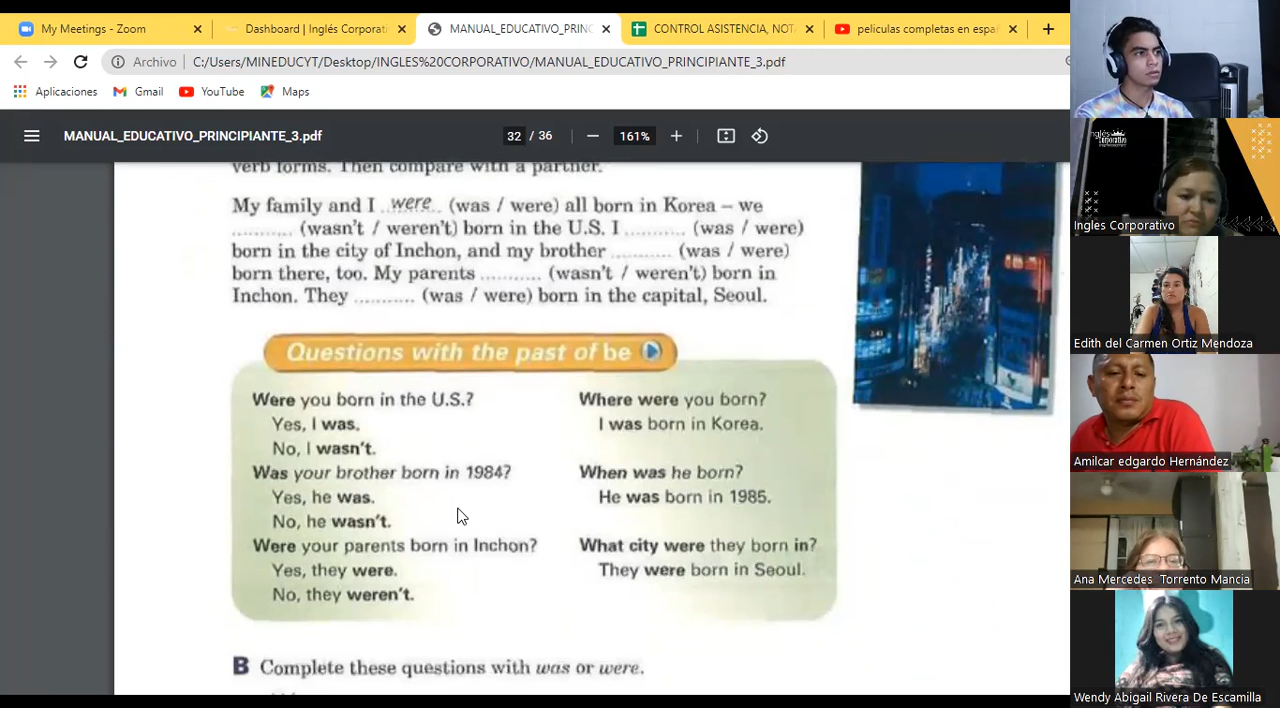 My Meetings - Zoom
Dashboard | Inglés Corporati
MANUAL_EDUCATIVO_PRINC
CONTROL ASISTENCIA, NOT
peliculas completas en espa
Archivo
C:/Users/MINEDUCYT/Desktop/INGLES%2
ORPORATIVO/MANUAL_EDUCATIVO_PRINCIPIANTE_3.pdf
Aplicaciones
Gmail
YouTube
Maps
MANUAL_EDUCATIVO_PRINCIPIANTE_3.pdf
32 / 36
161%
verb forms. Then compare with a partner.
My family and I ..were.. (was / were) all born in Korea – we
........... (wasn't / weren't) born in the U.S. I ........... (was / were)
born in the city of Inchon, and my brother ........... (was / were)
born there, too. My parents ........... (wasn't / weren't) born in
Inchon. They ........... (was / were) born in the capital, Seoul.
Questions with the past of be
Were you born in the U.S.?
Yes, I was.
No, I wasn't.
Was your brother born in 1984?
Yes, he was.
No, he wasn't.
Were your parents born in Inchon?
Yes, they were.
No, they weren't.
Where were you born?
I was born in Korea.
When was he born?
He was born in 1985.
What city were they born in?
They were born in Seoul.
B Complete these questions with was or were.
Inglés
Corporativo
Ingles Corporativo
Edith del Carmen Ortiz Mendoza
Amilcar edgardo Hernández
Ana Mercedes Torrento Mancia
Wendy Abigail Rivera De Escamilla